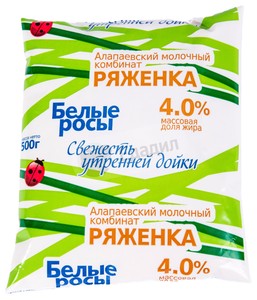 Алапаевский молочный
комбинат
РЯЖЕНКА
Белые
росы
4.0%
массовая
доля жира
500г
Свежесть
утренней дойки
Алапаевский молочный
комбинат
РЯЖЕНКА
Белые
4.0%
массовая